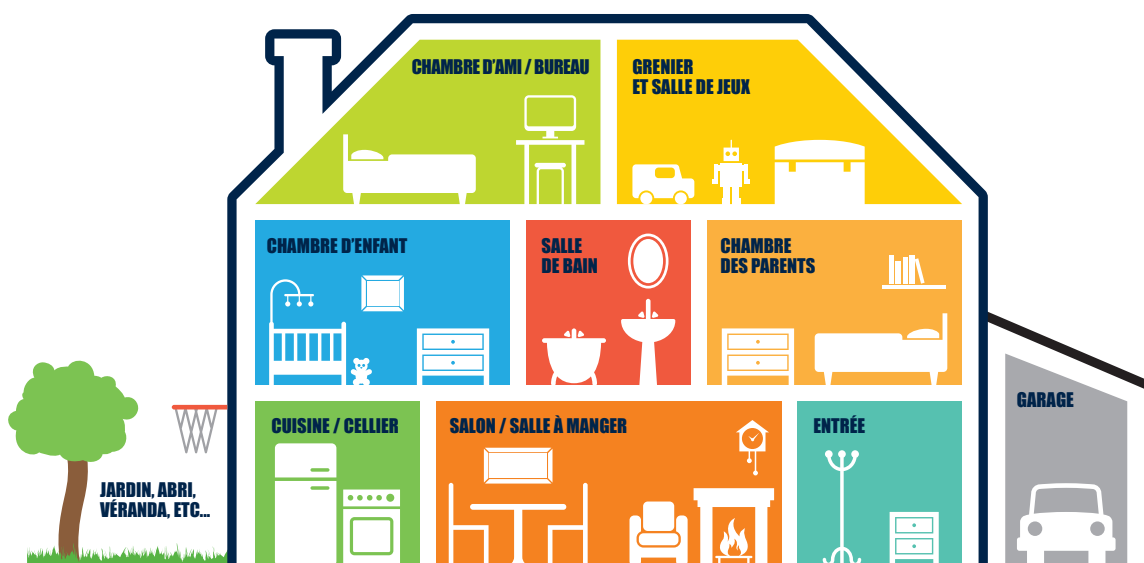 CHAMBRE D'AMI / BUREAU
GRENIER
ET SALLE DE JEUX
CHAMBRE D'ENFANT
SALLE
DE BAIN
CHAMBRE
DES PARENTS
GARAGE
CUISINE / CELLIER
SALON / SALLE À MANGER
ENTRÉE
JARDIN, ABRI,
VÉRANDA, ETC...